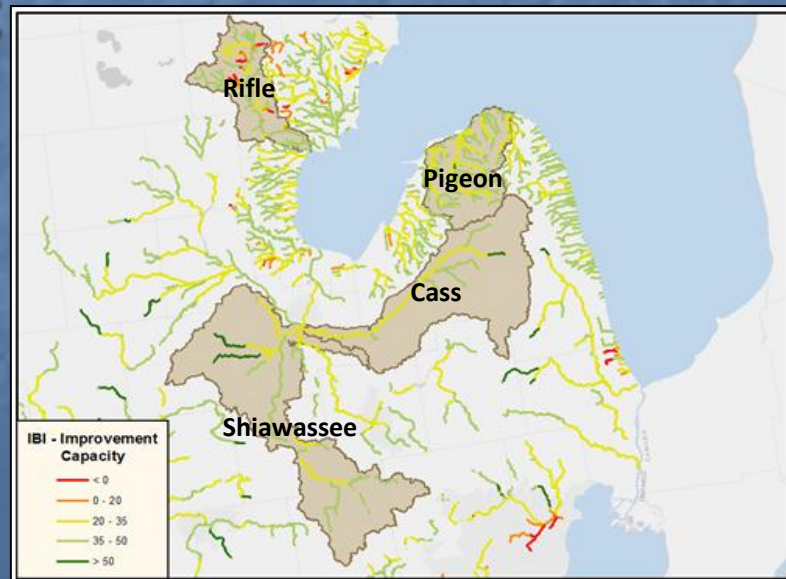 Rifle
Pigeon
Cass
Shiawassee
IBI - Improvement
Capacity
< 0
0 - 20
20 - 35
35 - 50
> 50